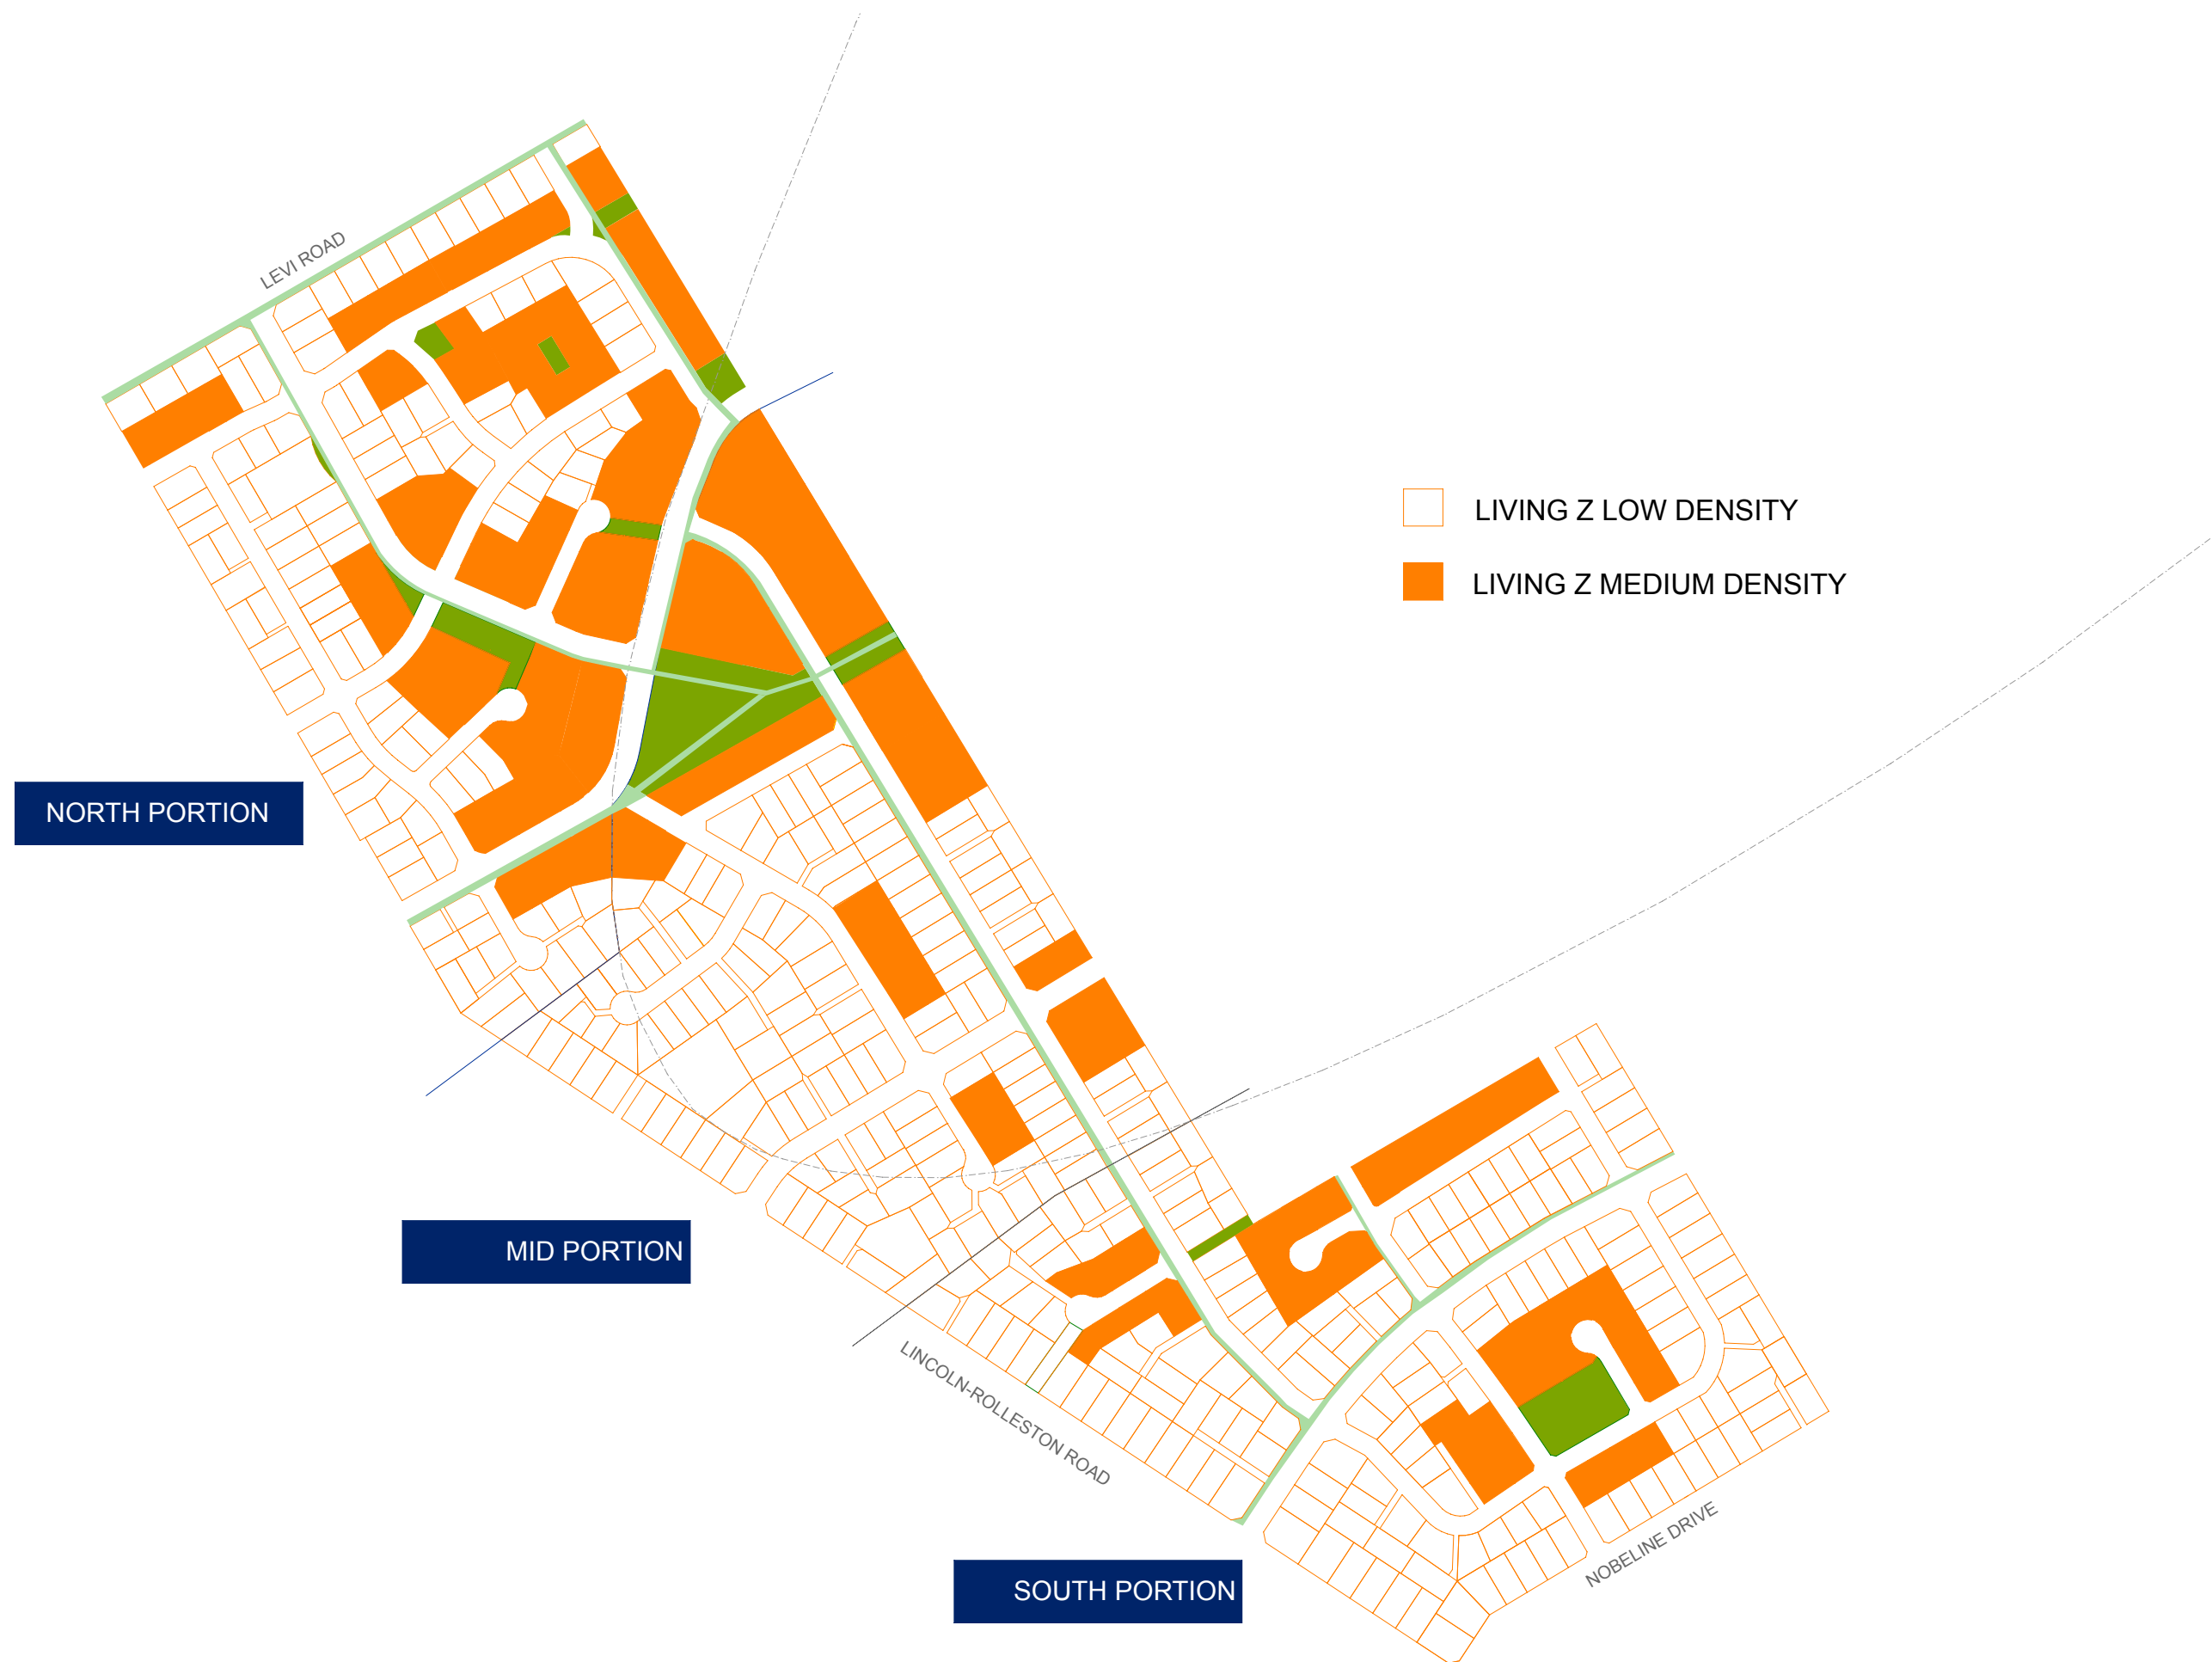 LEVI ROAD
LIVING Z LOW DENSITY
LIVING Z MEDIUM DENSITY
NORTH PORTION
MID PORTION
LINCOLN-ROLLESTON ROAD
NOBELINE DRIVE
SOUTH PORTION